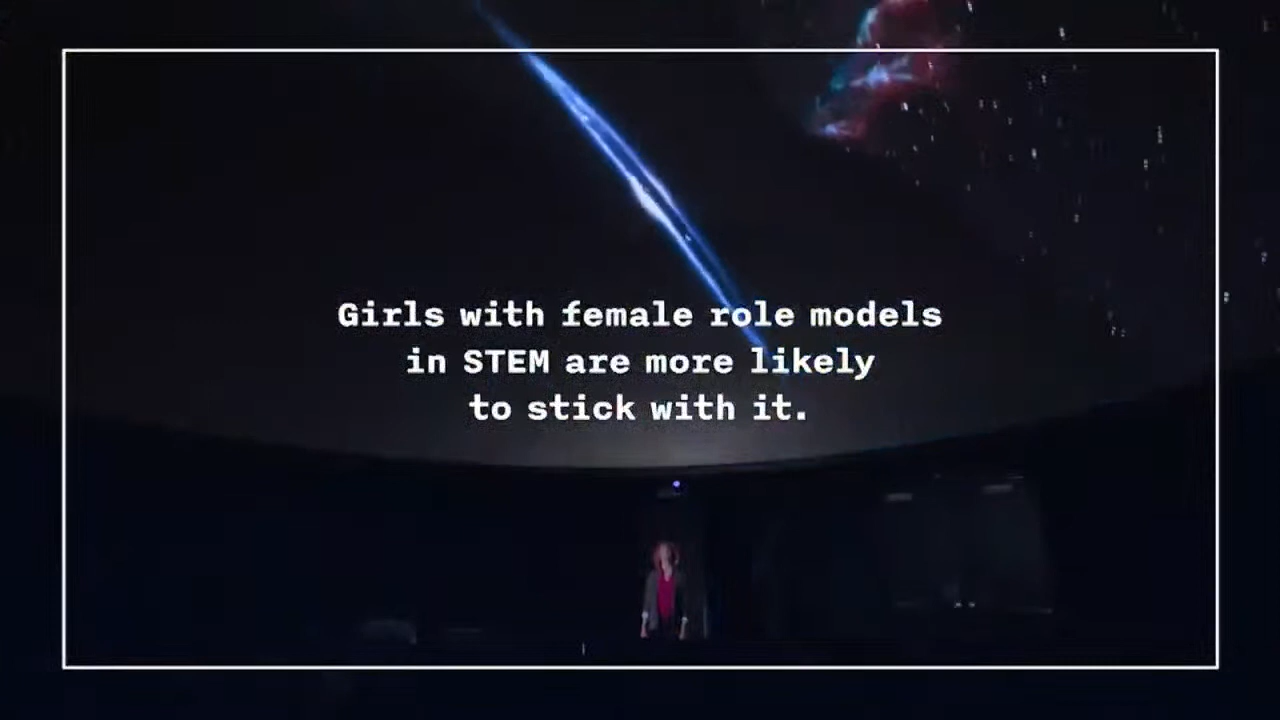 Girls with female role models
in STEM are more likely
to stick with it.